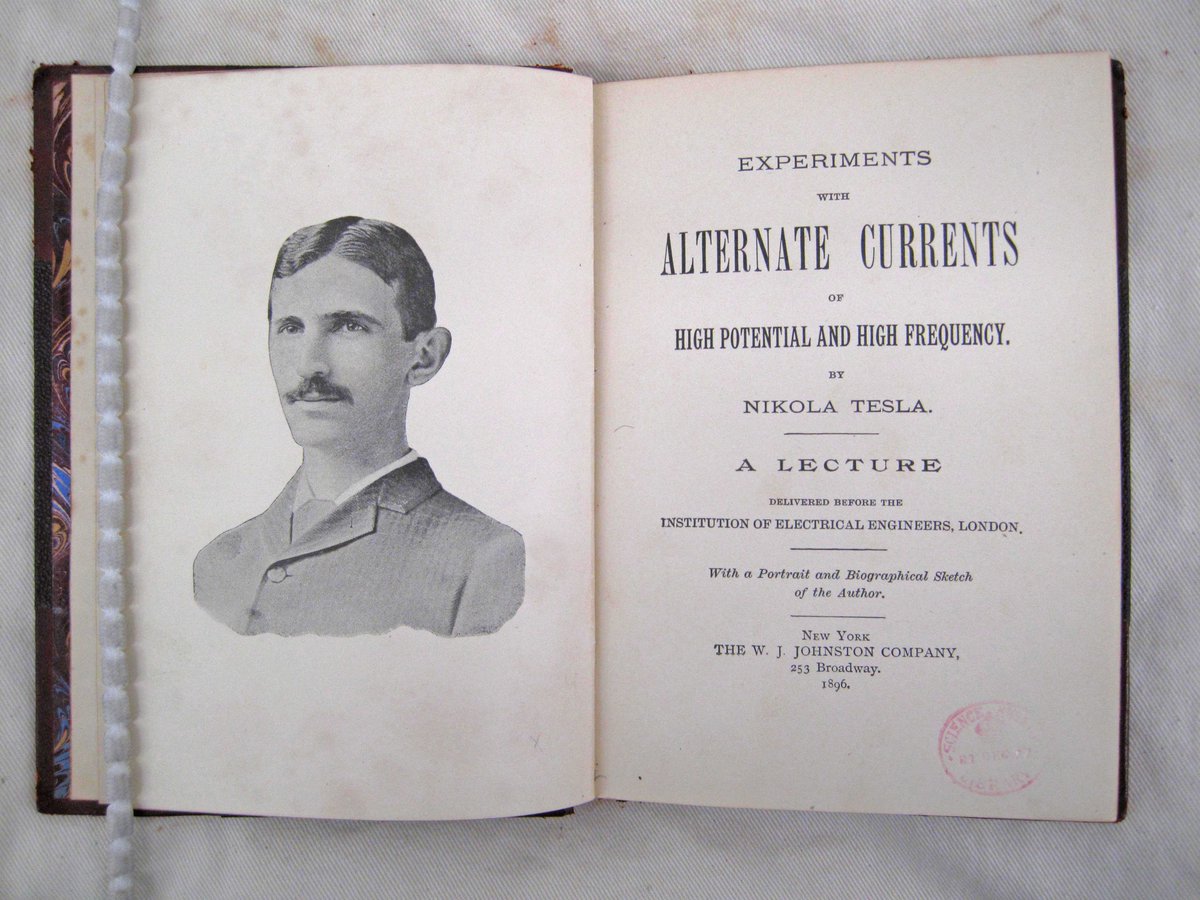 EXPERIMENTS
WITH
ALTERNATE CURRENTS
OF
HIGH POTENTIAL AND HIGH FREQUENCY.
BY
NIKOLA TESLA.
A LECTURE
DELIVERED BEFORE THE
INSTITUTION OF ELECTRICAL ENGINEERS, LONDON.
With a Portrait and Biographical Sketch
of the Author.
New York
THE W. J. JOHNSTON COMPANY,
253 Broadway.
1896.
SCIENCE
LIBRARY